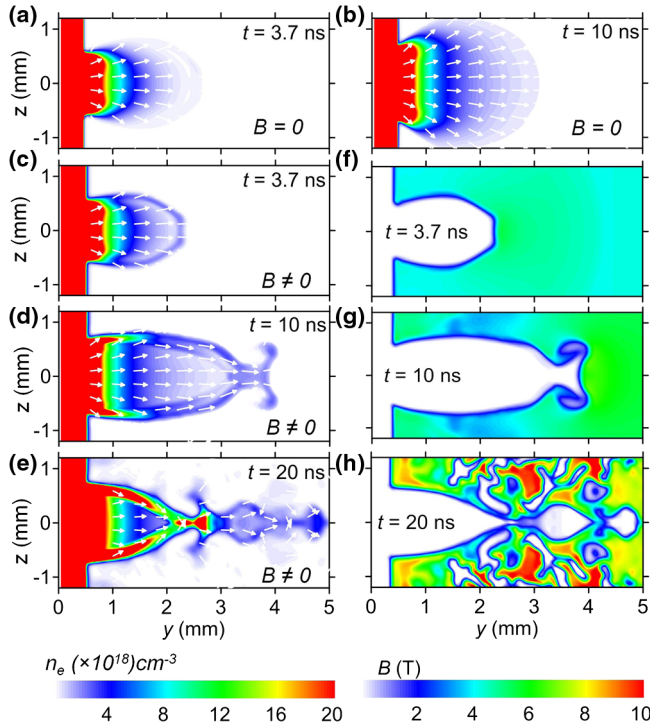 (a) t = 3.7 ns
(b) t = 10 ns
z (mm) 1 0 -1
B = 0
B = 0
(c) t = 3.7 ns
(f)
z (mm) 1 0 -1
B ≠ 0
t = 3.7 ns
(d) t = 10 ns
(g)
z (mm) 1 0 -1
B ≠ 0
t = 10 ns
(e) t = 20 ns
(h)
z (mm) 1 0 -1
B ≠ 0
t = 20 ns
0 1 2 3 4 5
0 1 2 3 4 5
y (mm)
y (mm)
nₑ (×10¹⁸)cm⁻³
B (T)
4 8 12 16 20
2 4 6 8 10